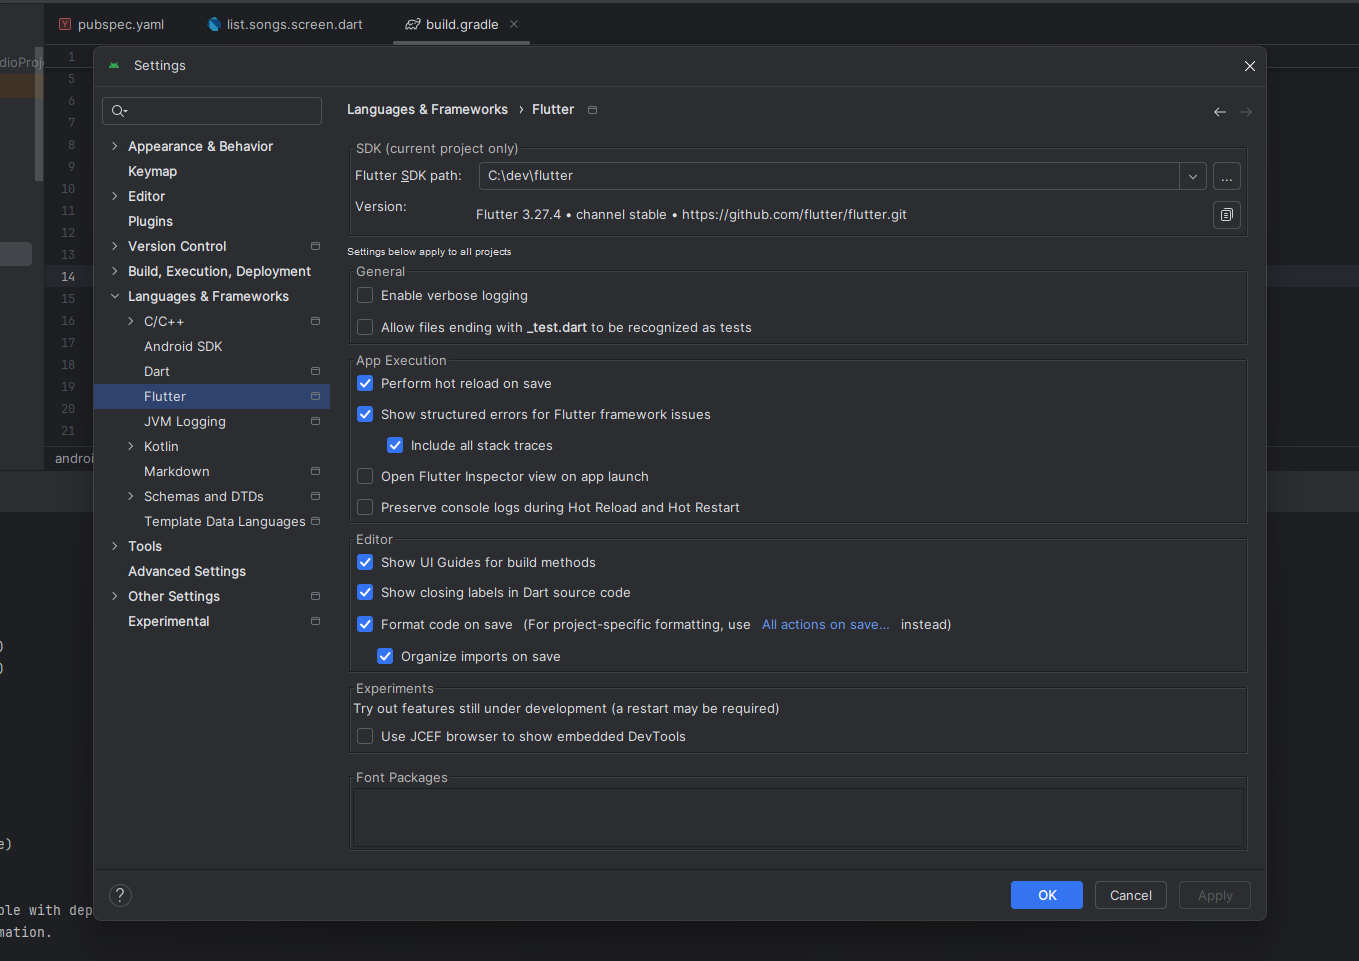 pubspec.yaml
list.songs.screen.dart
build.gradle
dioProj
1
5
6
7
8
9
10
11
12
13
14
15
16
17
18
19
20
21
androi
Settings
Appearance & Behavior
Keymap
Editor
Plugins
Version Control
Build, Execution, Deployment
Languages & Frameworks
C/C++
Android SDK
Dart
Flutter
JVM Logging
Kotlin
Markdown
Schemas and DTDs
Template Data Languages
Tools
Advanced Settings
Other Settings
Experimental
Languages & Frameworks › Flutter
SDK (current project only)
Flutter SDK path: C:\dev\flutter ...
Version: Flutter 3.27.4 • channel stable • https://github.com/flutter/flutter.git
Settings below apply to all projects
General
Enable verbose logging
Allow files ending with _test.dart to be recognized as tests
App Execution
Perform hot reload on save
Show structured errors for Flutter framework issues
Include all stack traces
Open Flutter Inspector view on app launch
Preserve console logs during Hot Reload and Hot Restart
Editor
Show UI Guides for build methods
Show closing labels in Dart source code
Format code on save (For project-specific formatting, use All actions on save... instead)
Organize imports on save
Experiments
Try out features still under development (a restart may be required)
Use JCEF browser to show embedded DevTools
Font Packages
?
OK
Cancel
Apply
)
)
e)
ble with dep
mation.